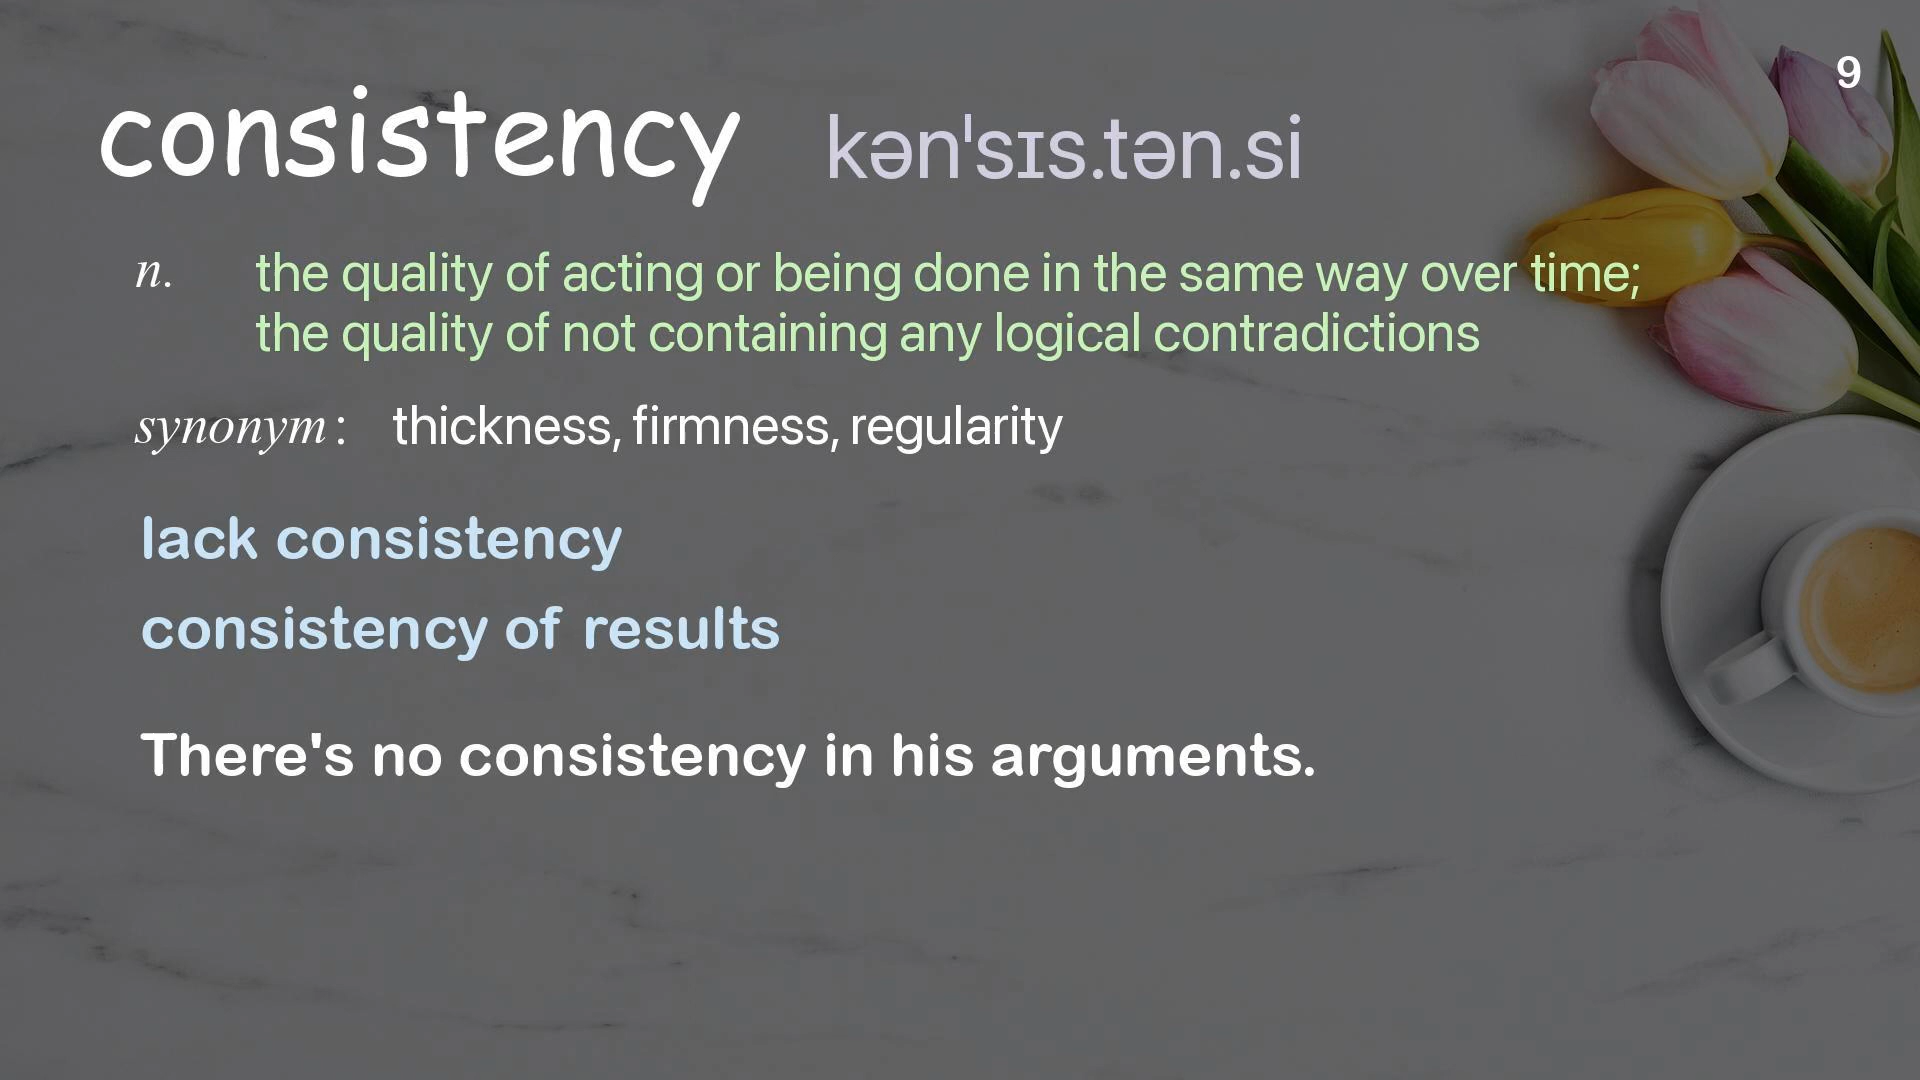 9
consistency kən'sɪs.tən.si
n. the quality of acting or being done in the same way over time;
the quality of not containing any logical contradictions
synonym: thickness, firmness, regularity
lack consistency
consistency of results
There's no consistency in his arguments.